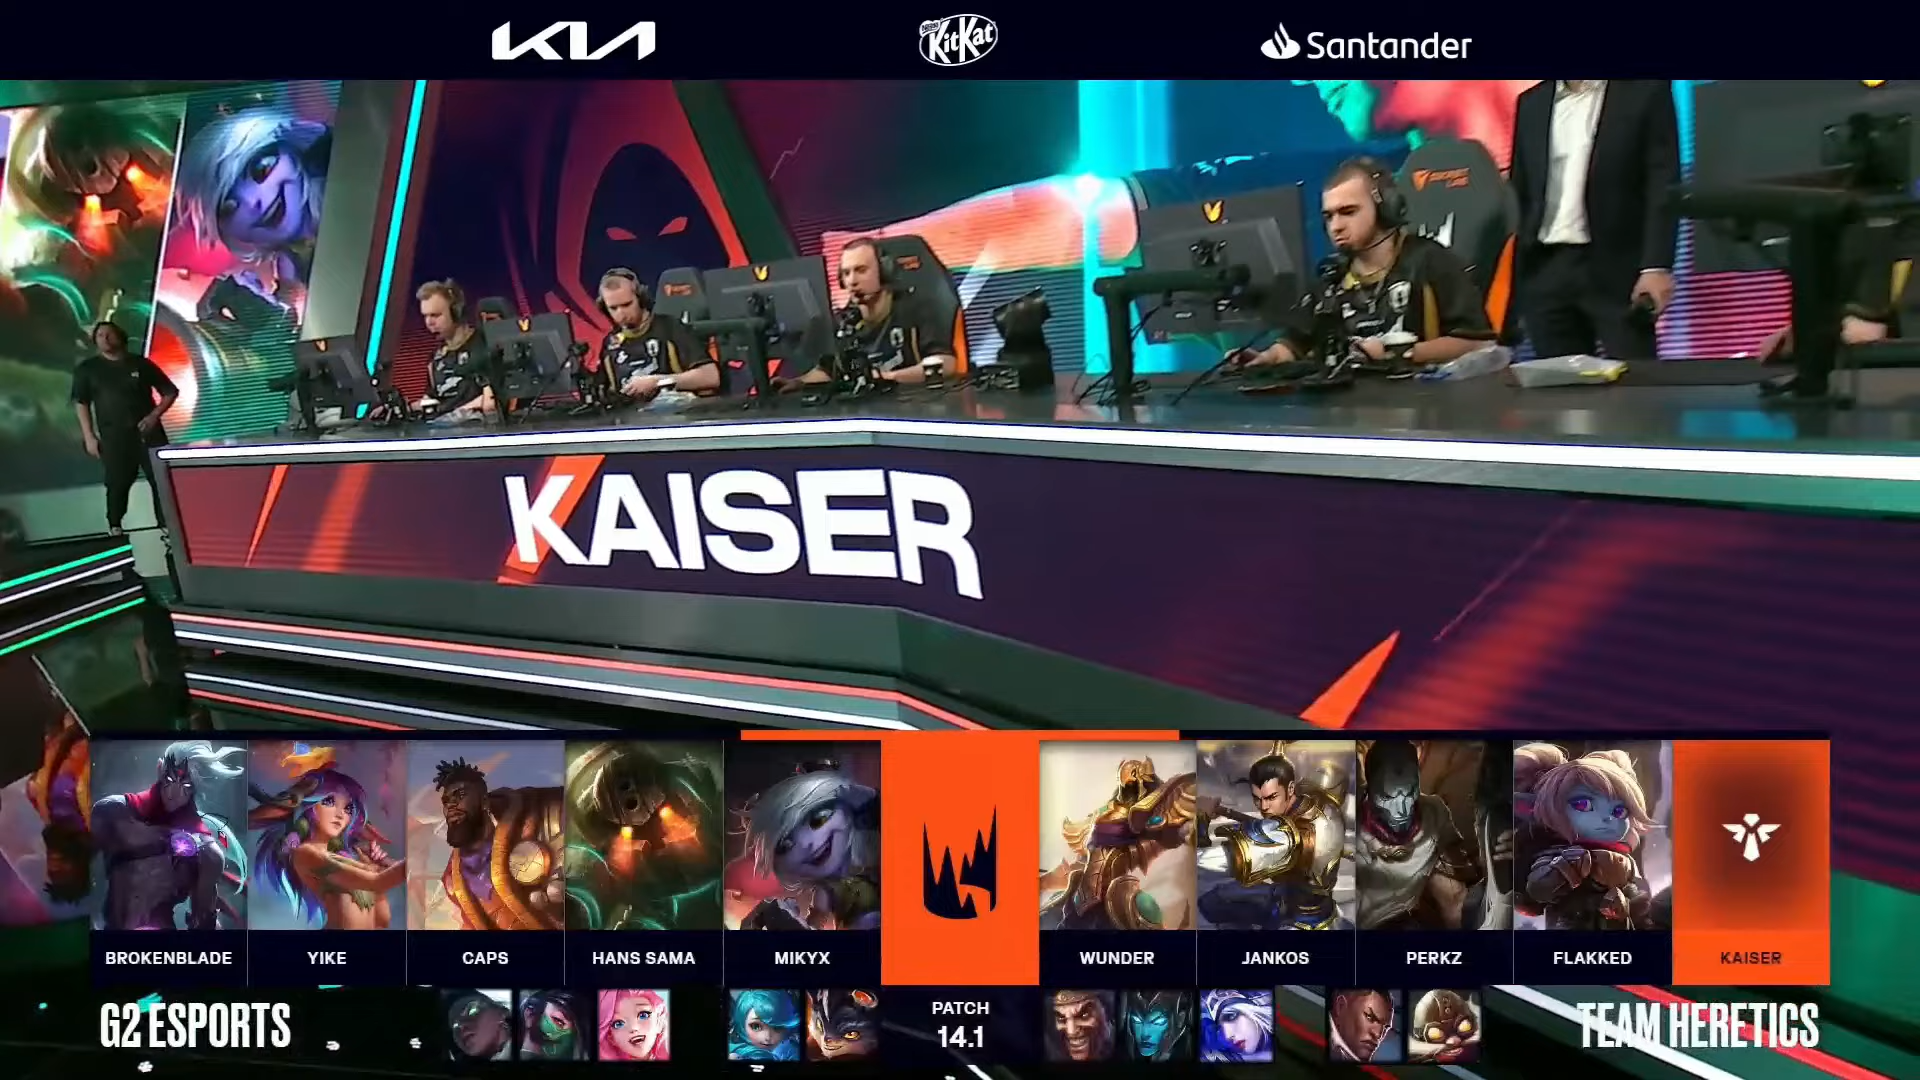 KIA
Nestlé
KitKat
Santander
KAISER
BROKENBLADE
YIKE
CAPS
HANS SAMA
MIKYX
WUNDER
JANKOS
PERKZ
FLAKKED
KAISER
G2 ESPORTS
PATCH
14.1
TEAM HERETICS